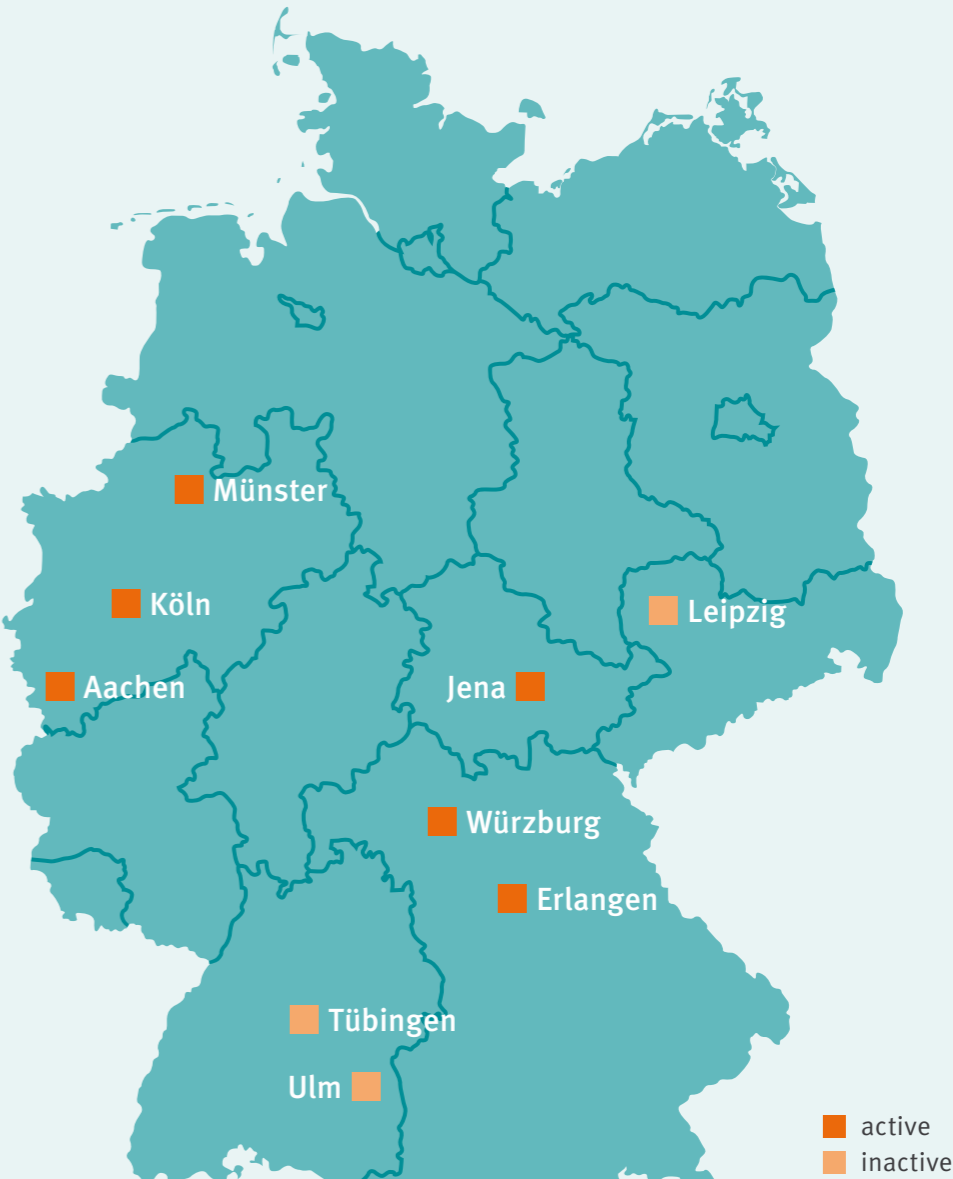 Münster
Köln
Leipzig
Aachen
Jena
Würzburg
Erlangen
Tübingen
Ulm
active
inactive